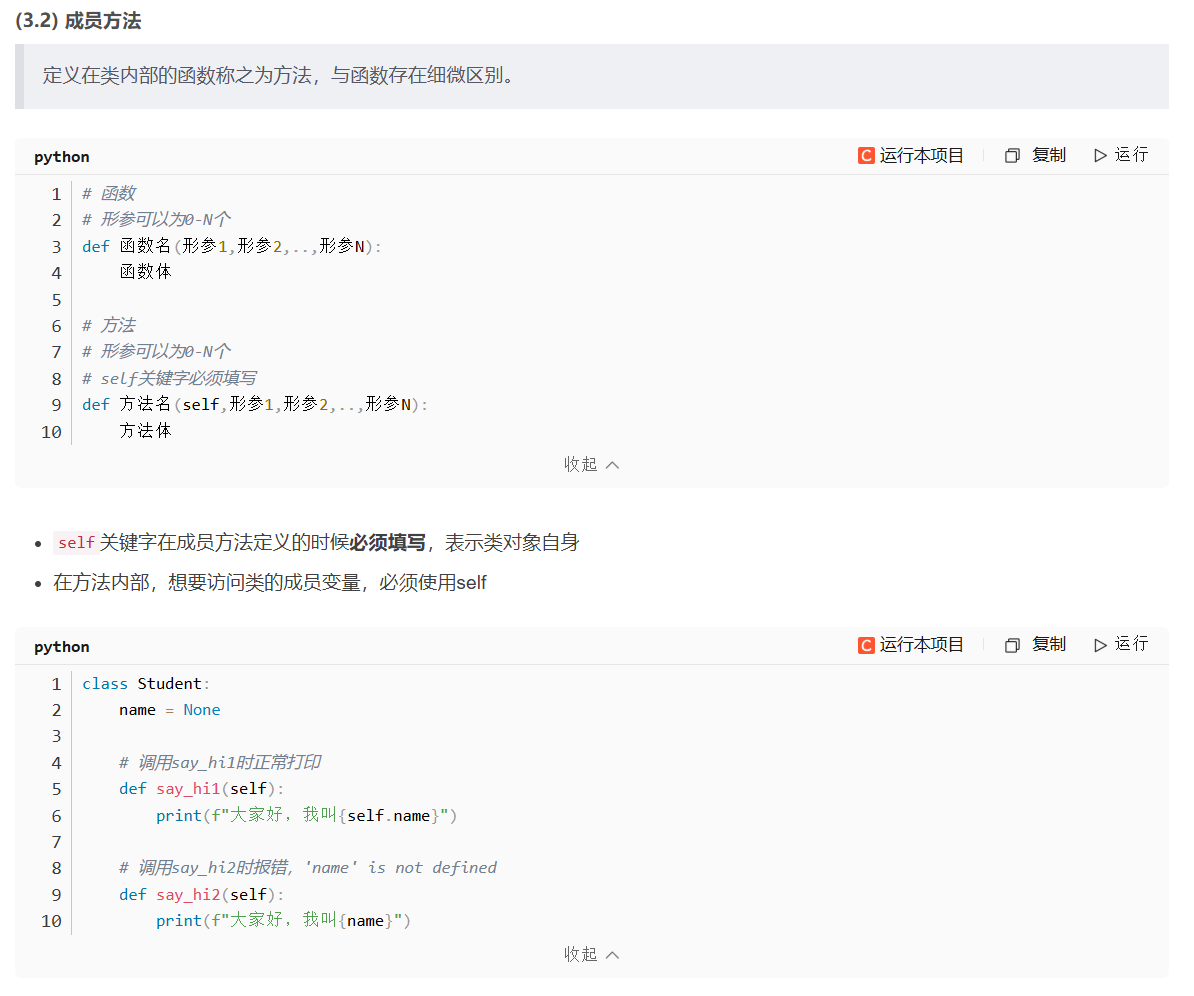 (3.2) 成员方法
定义在类内部的函数称之为方法，与函数存在细微区别。
python
C 运行本项目 复制 运行
1 # 函数
2 # 形参可以为0-N个
3 def 函数名(形参1,形参2,..,形参N):
4     函数体
5
6 # 方法
7 # 形参可以为0-N个
8 # self关键字必须填写
9 def 方法名(self,形参1,形参2,..,形参N):
10     方法体
收起
• self关键字在成员方法定义的时候必须填写，表示类对象自身
• 在方法内部，想要访问类的成员变量，必须使用self
python
C 运行本项目 复制 运行
1 class Student:
2     name = None
3
4     # 调用say_hi1时正常打印
5     def say_hi1(self):
6         print(f"大家好，我叫{self.name}")
7
8     # 调用say_hi2时报错，'name' is not defined
9     def say_hi2(self):
10         print(f"大家好，我叫{name}")
收起